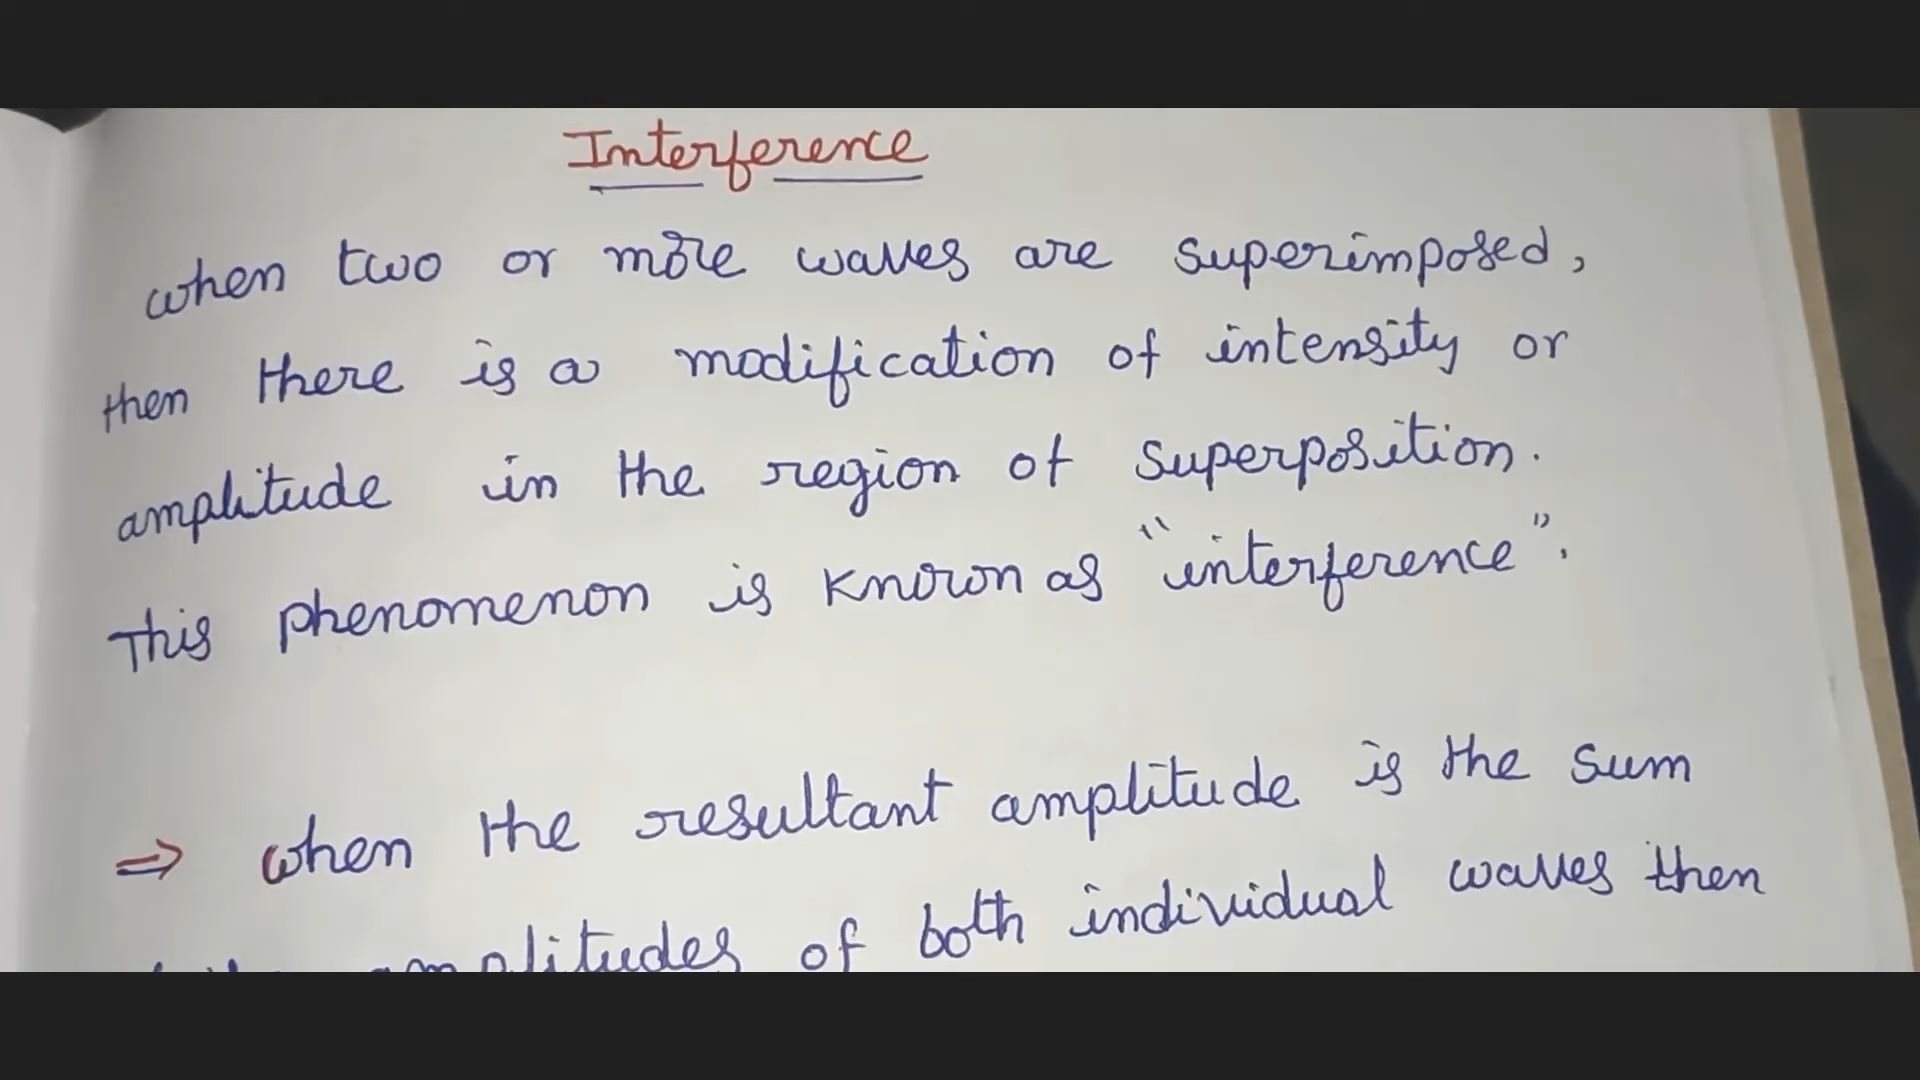 Interference
when two or more waves are superimposed,
then there is a modification of intensity or
amplitude in the region of superposition.
This phenomenon is known as "interference".
⇒ when the resultant amplitude is the sum
amplitudes of both individual waves then